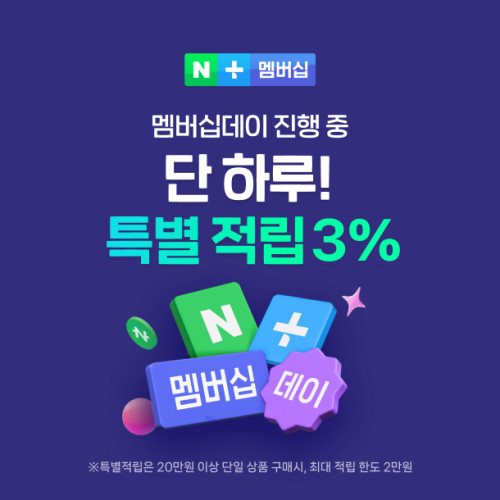 N + 멤버십
멤버십데이 진행 중
단 하루!
특별 적립 3%
N +
N
멤버십 데이
※특별적립은 20만원 이상 단일 상품 구매시, 최대 적립 한도 2만원